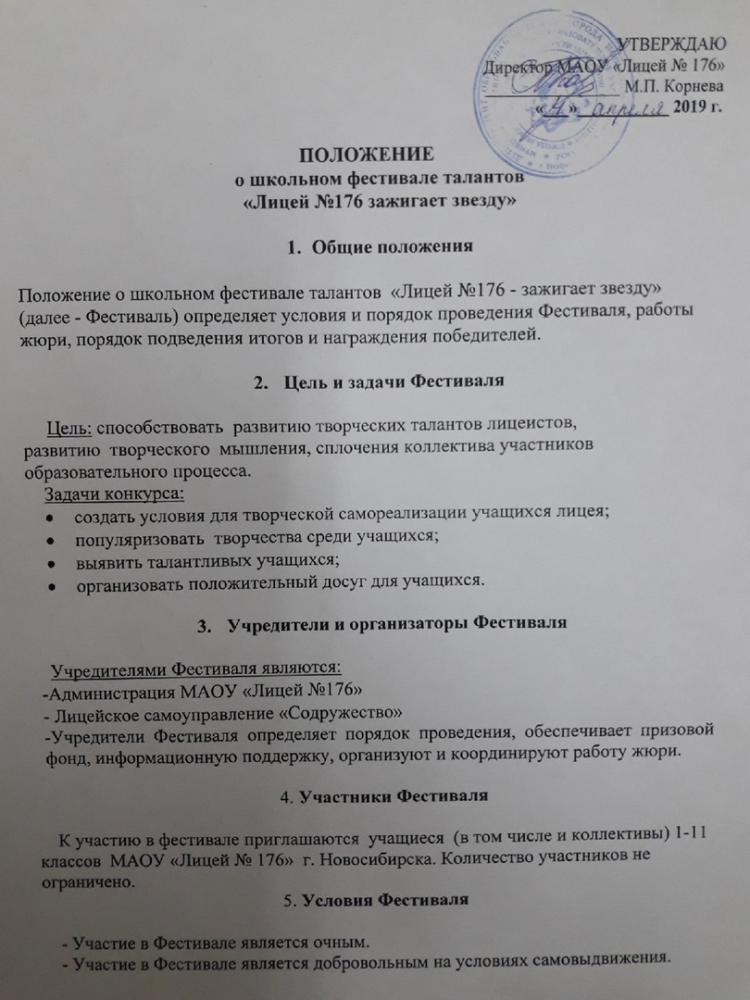 УТВЕРЖДАЮ
Директор МАОУ «Лицей № 176»
М.П. Корнева
« » апреля 2019 г.
ПОЛОЖЕНИЕ
о школьном фестивале талантов
«Лицей №176 зажигает звезду»
1. Общие положения
Положение о школьном фестивале талантов «Лицей №176 - зажигает звезду»
(далее - Фестиваль) определяет условия и порядок проведения Фестиваля, работы
жюри, порядок подведения итогов и награждения победителей.
2. Цель и задачи Фестиваля
Цель: способствовать развитию творческих талантов лицеистов,
развитию творческого мышления, сплочения коллектива участников
образовательного процесса.
Задачи конкурса:
• создать условия для творческой самореализации учащихся лицея;
• популяризовать творчества среди учащихся;
• выявить талантливых учащихся;
• организовать положительный досуг для учащихся.
3. Учредители и организаторы Фестиваля
Учредителями Фестиваля являются:
-Администрация МАОУ «Лицей №176»
- Лицейское самоуправление «Содружество»
-Учредители Фестиваля определяет порядок проведения, обеспечивает призовой
фонд, информационную поддержку, организуют и координируют работу жюри.
4. Участники Фестиваля
К участию в фестивале приглашаются учащиеся (в том числе и коллективы) 1-11
классов МАОУ «Лицей № 176» г. Новосибирска. Количество участников не
ограничено.
5. Условия Фестиваля
- Участие в Фестивале является очным.
- Участие в Фестивале является добровольным на условиях самовыдвижения.